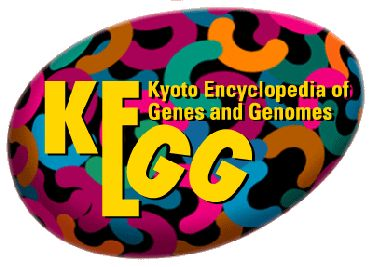 KEGG
Kyoto Encyclopedia of
Genes and Genomes